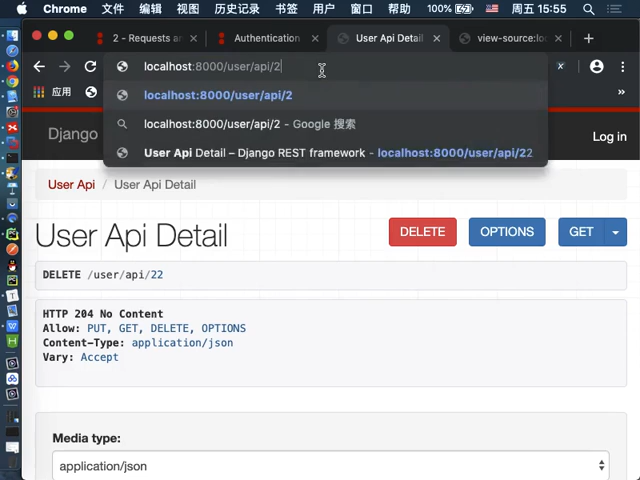 Chrome 文件 编辑 视图 历史记录 书签 窗口 帮助 100% 周五 15:55
2 - Requests ar
Authentication
User Api Detail
view-source:loc
localhost:8000/user/api/2
应用
»
localhost:8000/user/api/2
localhost:8000/user/api/2 - Google 搜索
User Api Detail – Django REST framework - localhost:8000/user/api/22
Django
Log in
User Api / User Api Detail
User Api Detail
DELETE
OPTIONS
GET
DELETE /user/api/22
HTTP 204 No Content
Allow: PUT, GET, DELETE, OPTIONS
Content-Type: application/json
Vary: Accept
Media type:
application/json